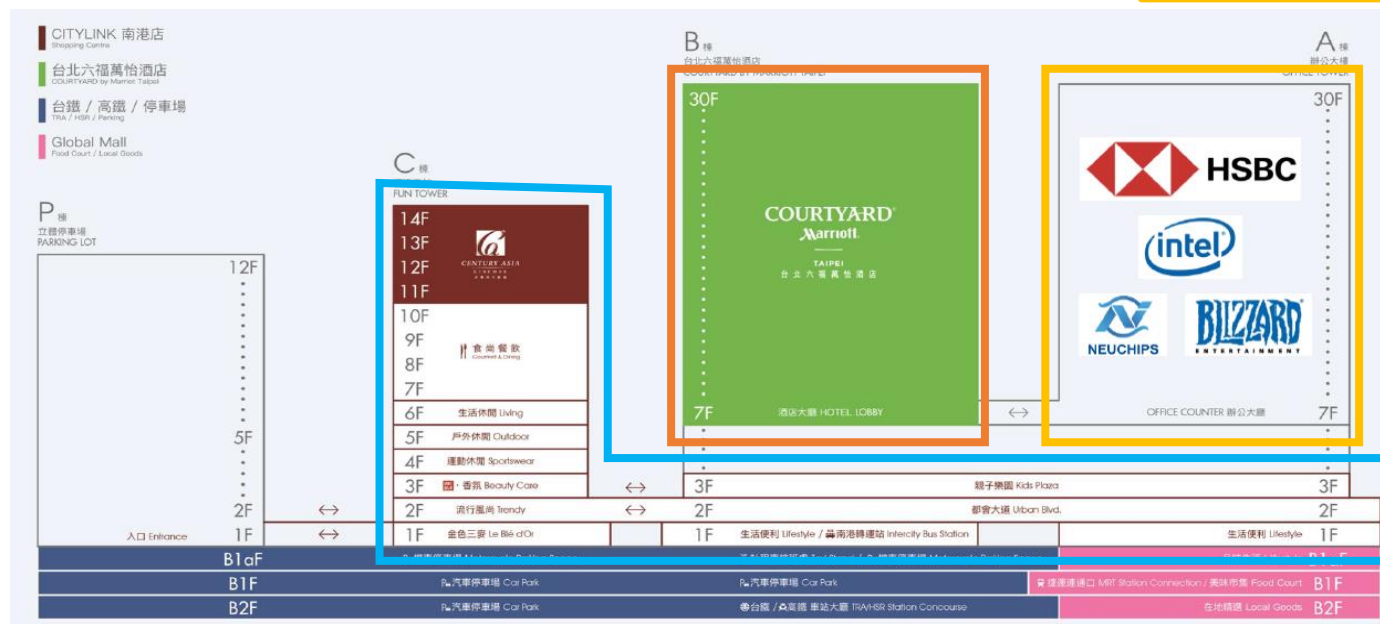 CITYLINK 南港店
Shopping Centre
台北六福萬怡酒店
COURTYARD by Marriot Taipei
台鐵 / 高鐵 / 停車場
TRA / HSR / Parking
Global Mall
Food Court / Local Goods
P 棟
立體停車場
PARKING LOT
12F
5F
2F
入口 Entrance 1F
C 棟
FUN TOWER
14F
13F
12F
11F
CENTURY ASIA
CINEMAS
10F
9F
8F
7F
食尚餐飲
Gourmet & Dining
6F 生活休閒 Living
5F 戶外休閒 Outdoor
4F 運動休閒 Sportswear
3F 香氛 Beauty Care
2F 流行風尚 Trendy
1F 金色三麥 Le Blé d'Or
B 棟
台北六福萬怡酒店
COURTYARD BY MARRIOTT TAIPEI
30F
COURTYARD
Marriott
TAIPEI
台北六福萬怡酒店
7F 酒店大廳 HOTEL LOBBY
A 棟
辦公大樓
OFFICE TOWER
30F
HSBC
intel
NEUCHIPS
BLIZZARD
ENTERTAINMENT
OFFICE COUNTER 辦公大廳 7F
3F 親子樂園 Kids Plaza 3F
2F 都會大道 Urban Blvd. 2F
1F 生活便利 Lifestyle / 南港轉運站 Intercity Bus Station
生活便利 Lifestyle 1F
B1aF
B1F 汽車停車場 Car Park 汽車停車場 Car Park 捷運連通口 MRT Station Connection / 美味市集 Food Court B1F
B2F 汽車停車場 Car Park 台鐵 / 高鐵 車站大廳 TRA/HSR Station Concourse 在地精選 Local Goods B2F